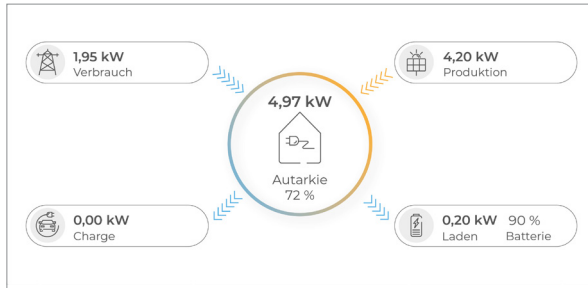 1,95 kW
Verbrauch
4,20 kW
Produktion
4,97 kW
Autarkie
72 %
0,00 kW
Charge
0,20 kW 90 %
Laden Batterie